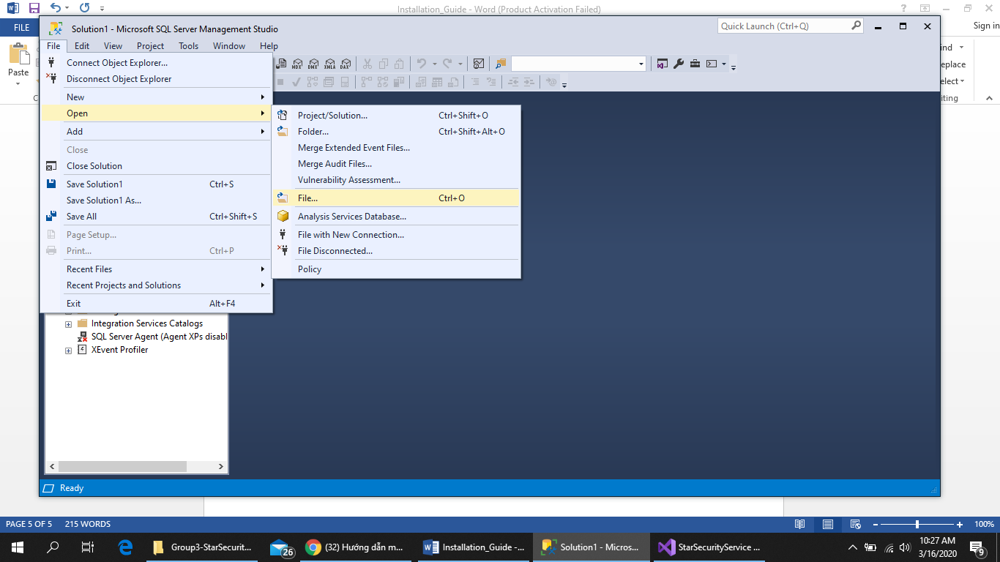 Installation_Guide - Word (Product Activation Failed)
FILE
Sign in
Solution1 - Microsoft SQL Server Management Studio
Quick Launch (Ctrl+Q)
File Edit View Project Tools Window Help
Paste
ind
eplace
elect
iting
MDX DMX XMLA DAX
Connect Object Explorer...
Disconnect Object Explorer
New
Open
Add
Close
Close Solution
Save Solution1 Ctrl+S
Save Solution1 As...
Save All Ctrl+Shift+S
Page Setup...
Print... Ctrl+P
Recent Files
Recent Projects and Solutions
Exit Alt+F4
Project/Solution... Ctrl+Shift+O
Folder... Ctrl+Shift+Alt+O
Merge Extended Event Files...
Merge Audit Files...
Vulnerability Assessment...
File... Ctrl+O
Analysis Services Database...
File with New Connection...
File Disconnected...
Policy
Integration Services Catalogs
SQL Server Agent (Agent XPs disabl
XEvent Profiler
Ready
PAGE 5 OF 5 215 WORDS
100%
Group3-StarSecurit...
26
(32) Hướng dẫn m...
Installation_Guide -...
Solution1 - Micros...
StarSecurityService ...
10:27 AM
3/16/2020
9